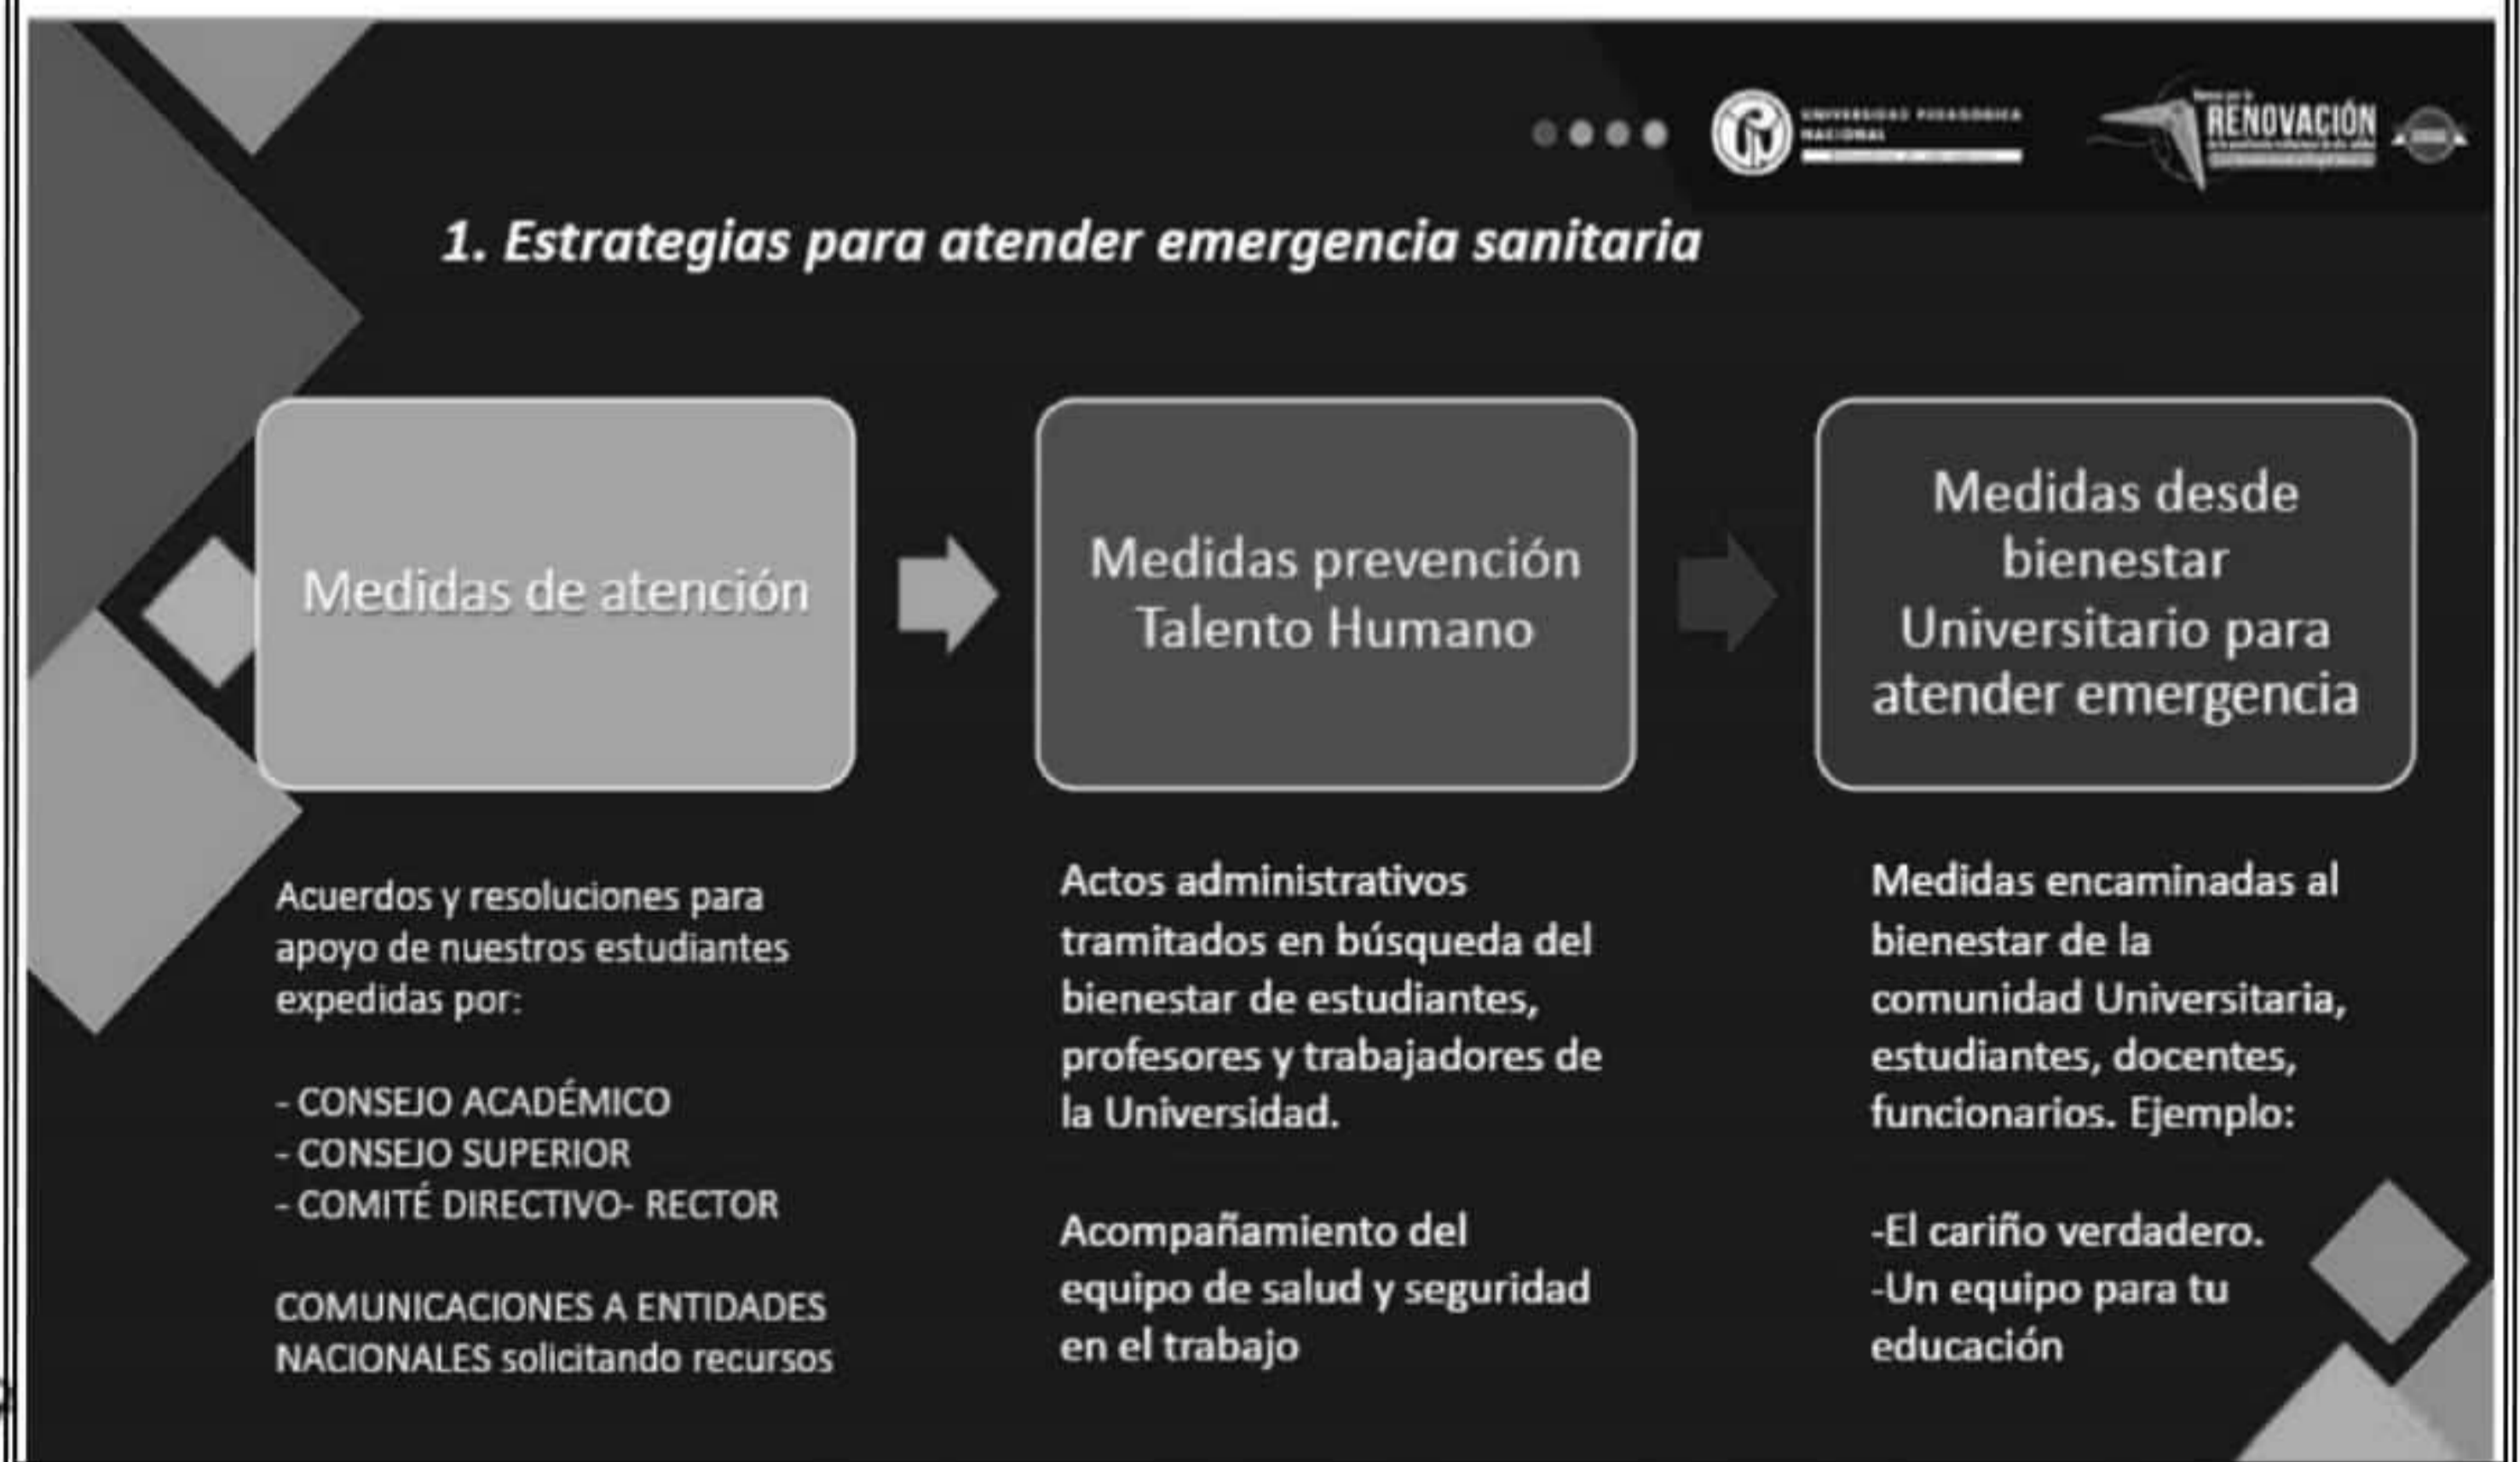 UNIVERSIDAD PEDAGÓGICA
NACIONAL
RENOVACIÓN
1. Estrategias para atender emergencia sanitaria
Medidas de atención
Medidas prevención
Talento Humano
Medidas desde
bienestar
Universitario para
atender emergencia
Acuerdos y resoluciones para
apoyo de nuestros estudiantes
expedidas por:
- CONSEJO ACADÉMICO
- CONSEJO SUPERIOR
- COMITÉ DIRECTIVO- RECTOR
COMUNICACIONES A ENTIDADES
NACIONALES solicitando recursos
Actos administrativos
tramitados en búsqueda del
bienestar de estudiantes,
profesores y trabajadores de
la Universidad.
Acompañamiento del
equipo de salud y seguridad
en el trabajo
Medidas encaminadas al
bienestar de la
comunidad Universitaria,
estudiantes, docentes,
funcionarios. Ejemplo:
-El cariño verdadero.
-Un equipo para tu
educación